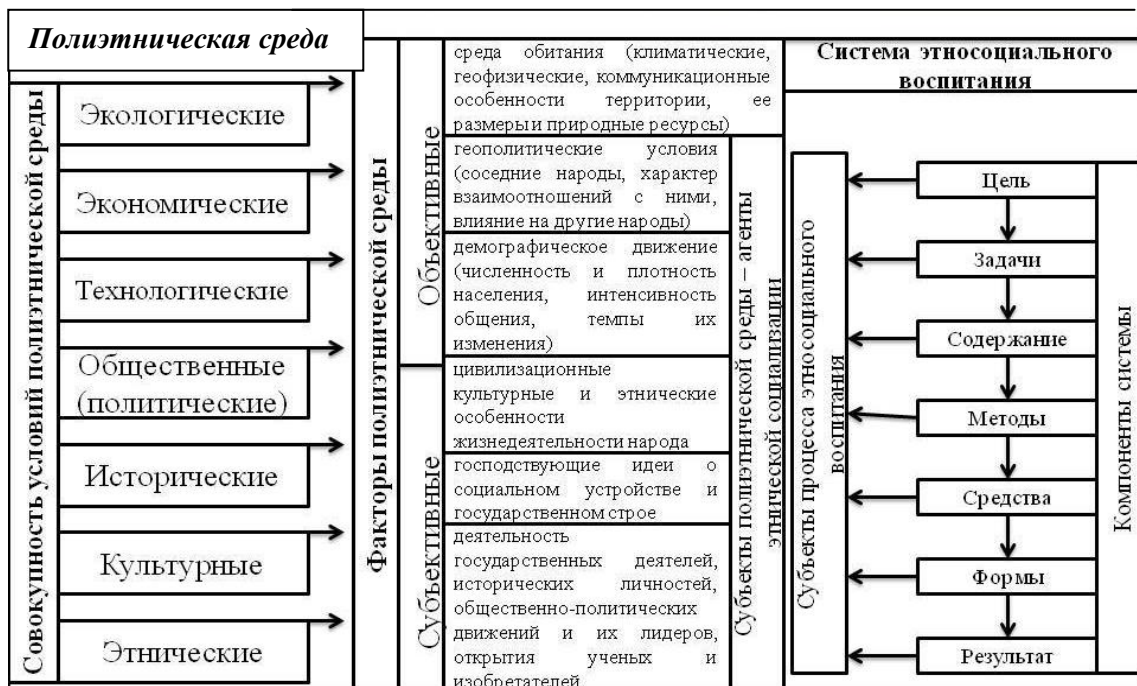 Полиэтническая среда
Совокупность условий полиэтнической среды
Экологические
Экономические
Технологические
Общественные
(политические)
Исторические
Культурные
Этнические
Факторы полиэтнической среды
Объективные
Субъективные
среда обитания (климатические,
геофизические, коммуникационные
особенности территории, ее
размеры и природные ресурсы)
геополитические условия
(соседние народы, характер
взаимоотношений с ними,
влияние на другие народы)
демографическое движение
(численность и плотность
населения, интенсивность
общения, темпы их
изменения)
цивилизационные
культурные и этнические
особенности
жизнедеятельности народа
господствующие идеи о
социальном устройстве и
государственном строе
деятельность
государственных деятелей,
исторических личностей,
общественно-политических
движений и их лидеров,
открытия ученых и
изобретателей
Субъекты полиэтнической среды – агенты
этнической социализации
Система этносоциального
воспитания
Субъекты процесса этносоциального
воспитания
Цель
Задачи
Содержание
Методы
Средства
Формы
Результат
Компоненты системы